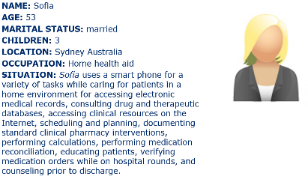 NAME: Sofia
AGE: 53
MARITAL STATUS: married
CHILDREN: 3
LOCATION: Sydney Australia
OCCUPATION: Home health aid
SITUATION: Sofia uses a smart phone for a
variety of tasks while caring for patients in a
home environment for accessing electronic
medical records, consulting drug and therapeutic
databases, accessing clinical resources on the
Internet, scheduling and planning, documenting
standard clinical pharmacy interventions,
performing calculations, performing medication
reconciliation, educating patients, verifying
medication orders while on hospital rounds, and
counseling prior to discharge.